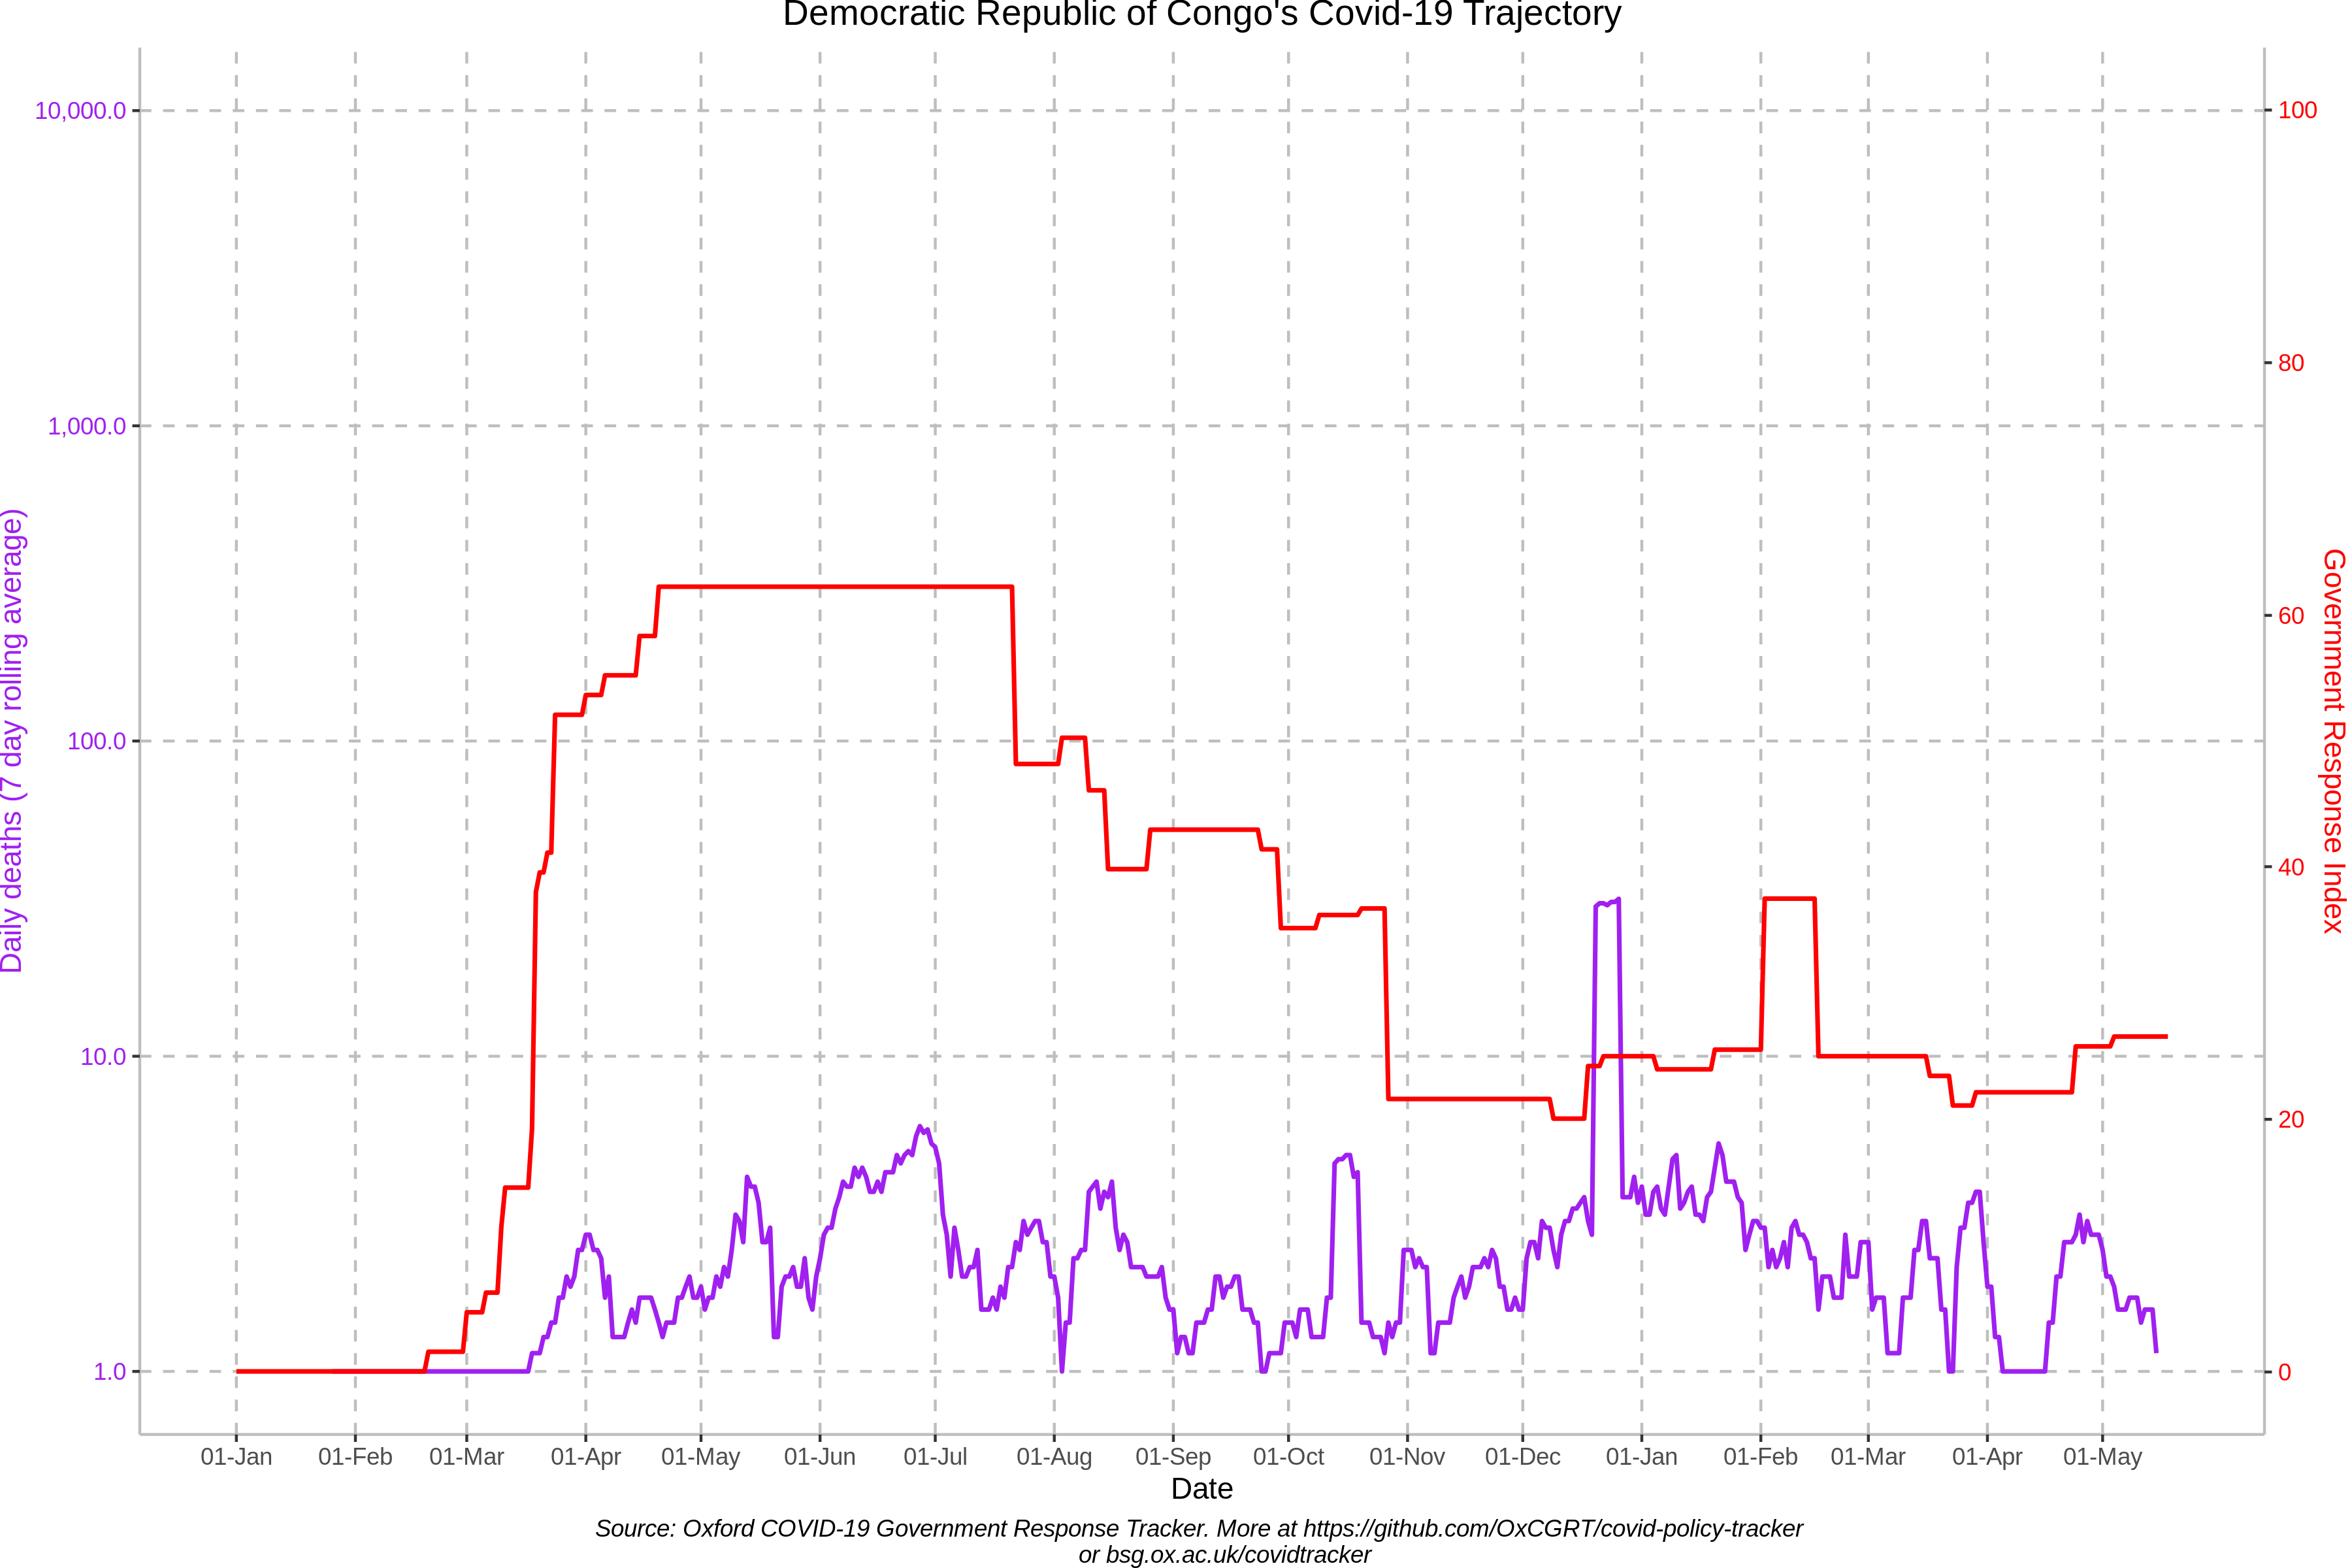 Democratic Republic of Congo's Covid-19 Trajectory
10,000.0
1,000.0
100.0
10.0
1.0
Daily deaths (7 day rolling average)
100
80
60
40
20
0
Government Response Index
01-Jan 01-Feb 01-Mar 01-Apr 01-May 01-Jun 01-Jul 01-Aug 01-Sep 01-Oct 01-Nov 01-Dec 01-Jan 01-Feb 01-Mar 01-Apr 01-May
Date
Source: Oxford COVID-19 Government Response Tracker. More at https://github.com/OxCGRT/covid-policy-tracker
or bsg.ox.ac.uk/covidtracker